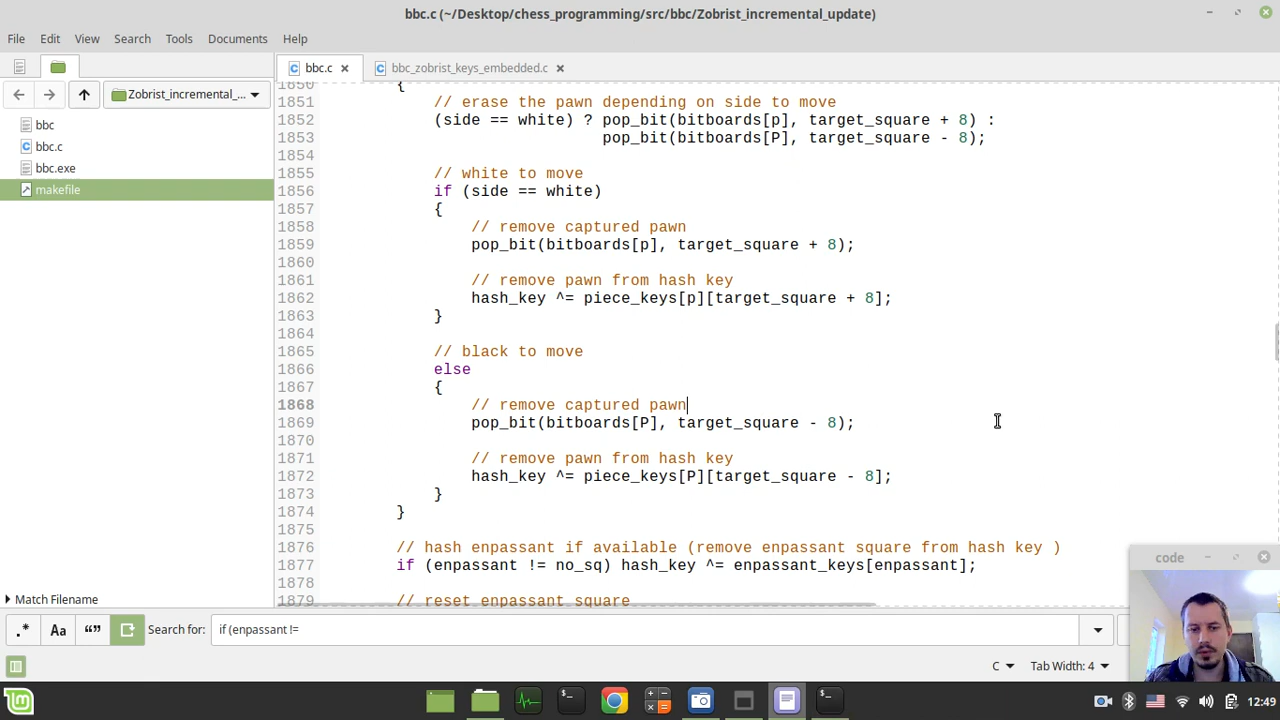 bbc.c (~/Desktop/chess_programming/src/bbc/Zobrist_incremental_update)
File Edit View Search Tools Documents Help
bbc.c bbc_zobrist_keys_embedded.c
Zobrist_incremental_...
bbc
bbc.c
bbc.exe
makefile
1850 {
1851 // erase the pawn depending on side to move
1852 (side == white) ? pop_bit(bitboards[p], target_square + 8) :
1853 pop_bit(bitboards[P], target_square - 8);
1854
1855 // white to move
1856 if (side == white)
1857 {
1858 // remove captured pawn
1859 pop_bit(bitboards[p], target_square + 8);
1860
1861 // remove pawn from hash key
1862 hash_key ^= piece_keys[p][target_square + 8];
1863 }
1864
1865 // black to move
1866 else
1867 {
1868 // remove captured pawn
1869 pop_bit(bitboards[P], target_square - 8);
1870
1871 // remove pawn from hash key
1872 hash_key ^= piece_keys[P][target_square - 8];
1873 }
1874 }
1875
1876 // hash enpassant if available (remove enpassant square from hash key )
1877 if (enpassant != no_sq) hash_key ^= enpassant_keys[enpassant];
1878
1879 // reset enpassant square
code
Match Filename
.* Aa “” Search for: if (enpassant !=
C Tab Width: 4
12:49